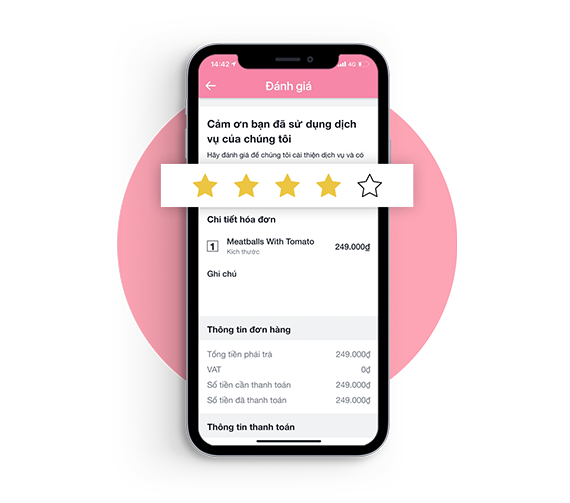 14:42
4G
Đánh giá
Cảm ơn bạn đã sử dụng dịch
vụ của chúng tôi
Hãy đánh giá để chúng tôi cải thiện dịch vụ và có
Chi tiết hóa đơn
1 Meatballs With Tomato 249.000₫
Kích thước
Ghi chú
Thông tin đơn hàng
Tổng tiền phải trả 249.000₫
VAT 0₫
Số tiền cần thanh toán 249.000₫
Số tiền đã thanh toán 249.000₫
Thông tin thanh toán